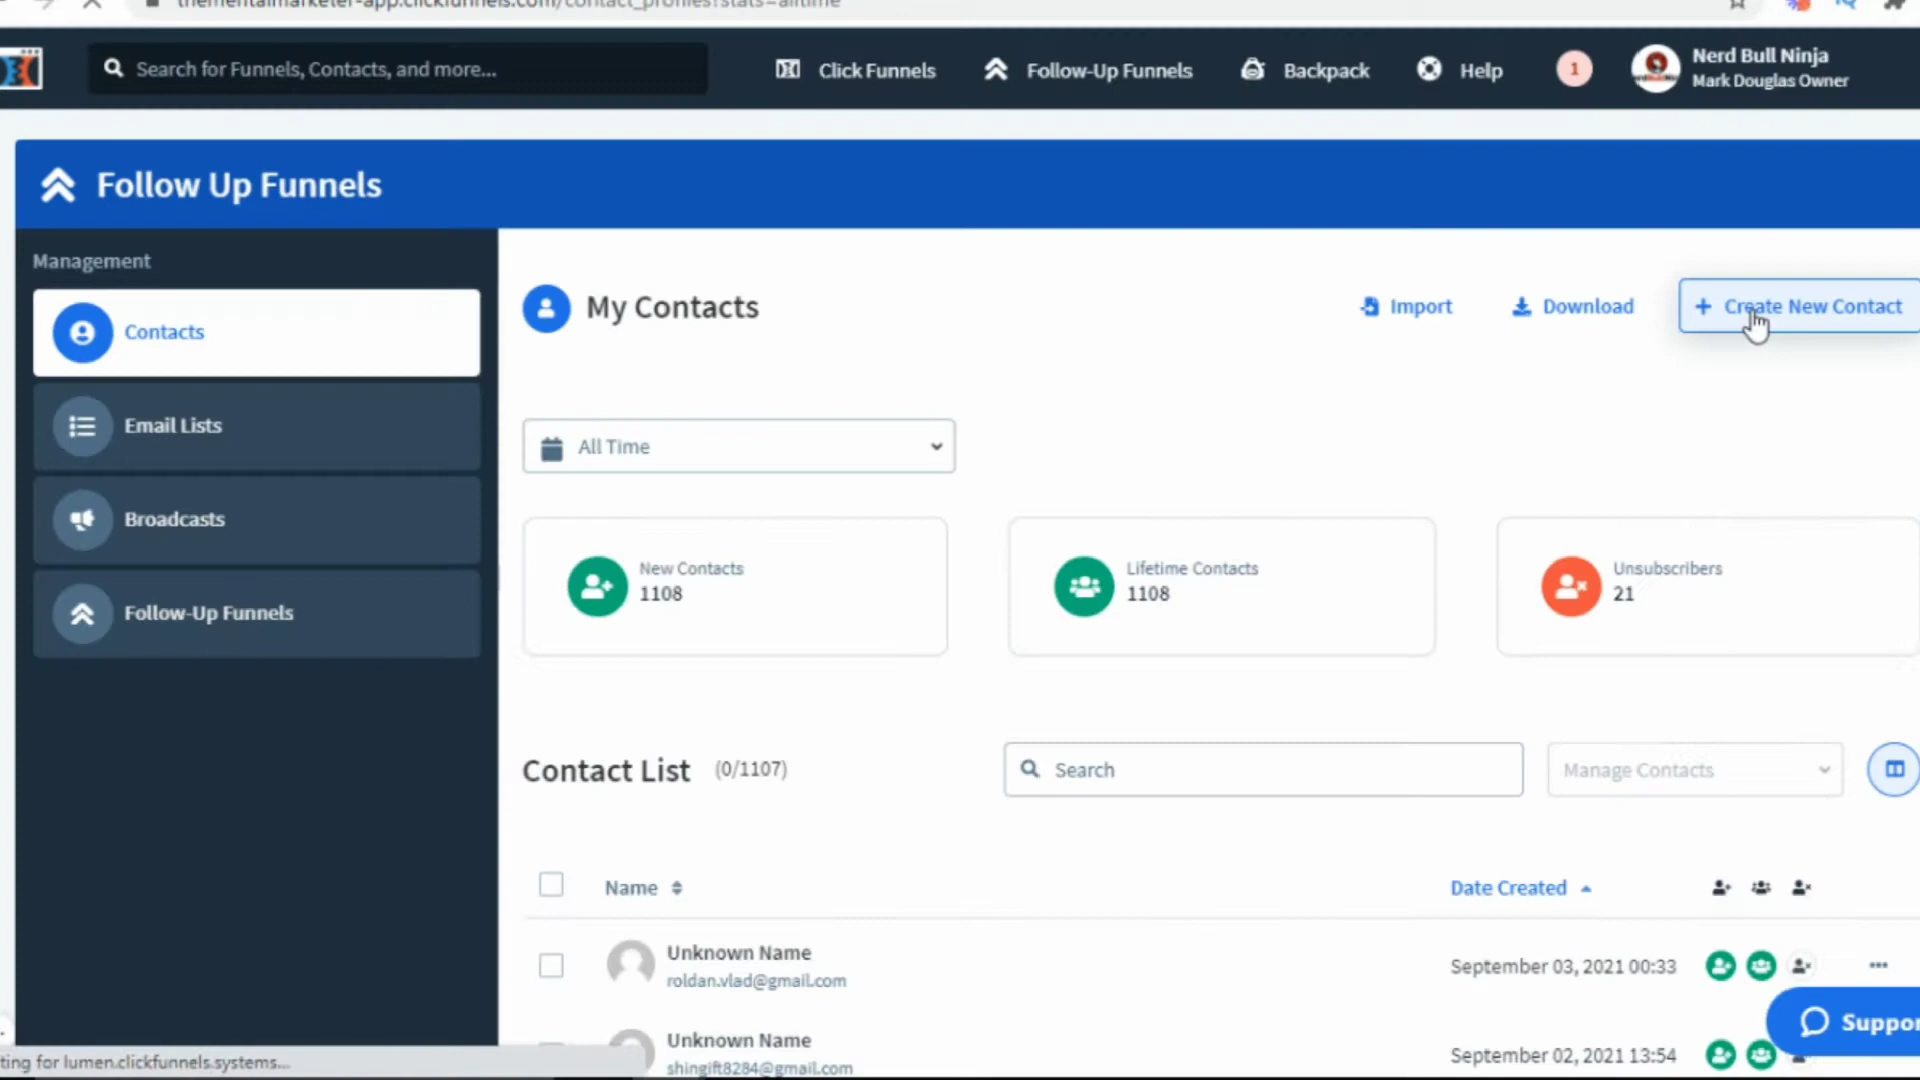 thementalmarketer-app.clickfunnels.com/contact_profiles?stats=alltime
Search for Funnels, Contacts, and more...
Click Funnels
Follow-Up Funnels
Backpack
Help
1
Nerd Bull Ninja
Mark Douglas Owner
Follow Up Funnels
Management
Contacts
Email Lists
Broadcasts
Follow-Up Funnels
My Contacts
Import
Download
+ Create New Contact
All Time
New Contacts
1108
Lifetime Contacts
1108
Unsubscribers
21
Contact List (0/1107)
Search
Manage Contacts
Name
Date Created
Unknown Name
roldan.vlad@gmail.com
September 03, 2021 00:33
Unknown Name
shingift8284@gmail.com
September 02, 2021 13:54
Suppor
ting for lumen.clickfunnels.systems...